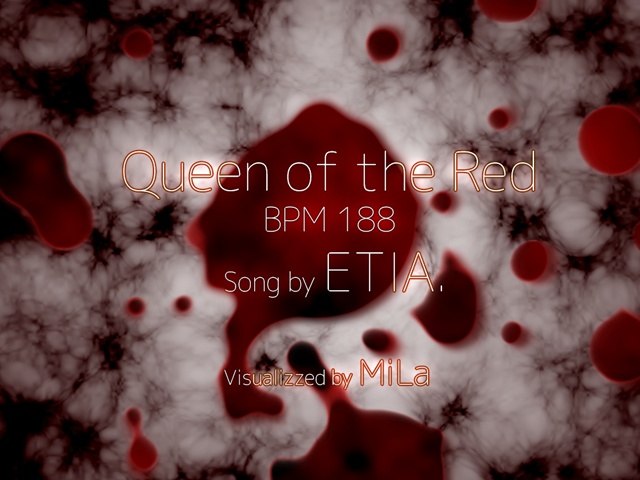 Queen of the Red
BPM 188
Song by ETIA.
Visualizzed by MiLa